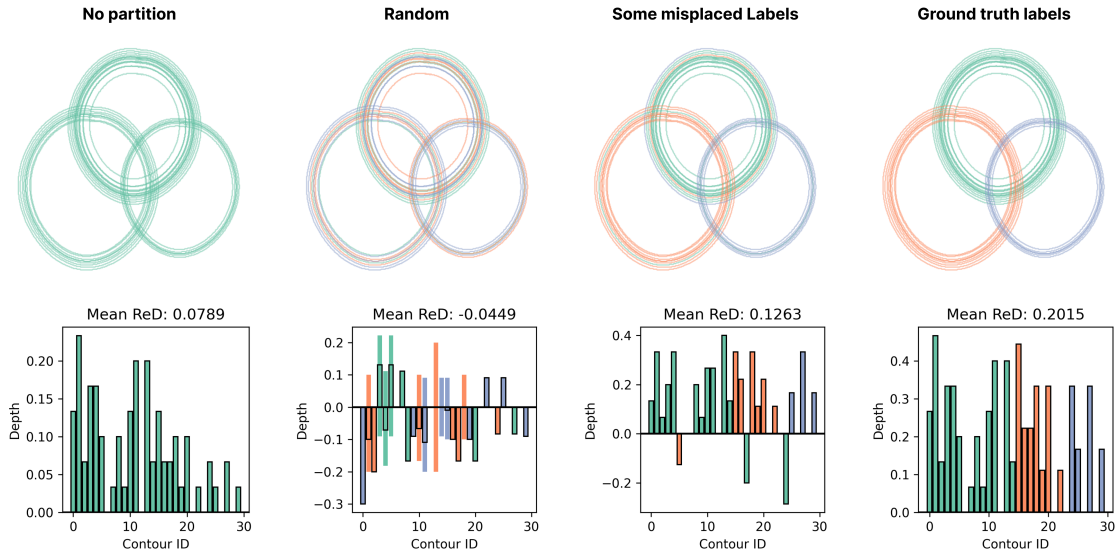 No partition
Random
Some misplaced Labels
Ground truth labels
Mean ReD: 0.0789
Mean ReD: -0.0449
Mean ReD: 0.1263
Mean ReD: 0.2015
Depth
0.20
0.15
0.10
0.05
0.00
0 10 20 30
Contour ID
Depth
0.2
0.1
0.0
−0.1
−0.2
−0.3
0 10 20 30
Contour ID
Depth
0.4
0.2
0.0
−0.2
0 10 20 30
Contour ID
Depth
0.4
0.3
0.2
0.1
0.0
0 10 20 30
Contour ID